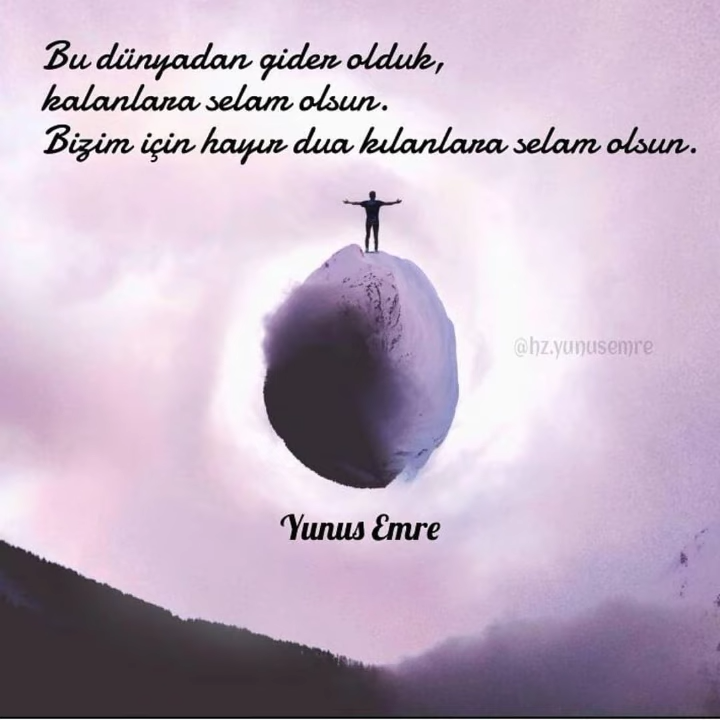 Bu dünyadan gider olduk,
kalanlara selam olsun.
Bizim için hayır dua kılanlara selam olsun.
@hz.yunusemre
Yunus Emre